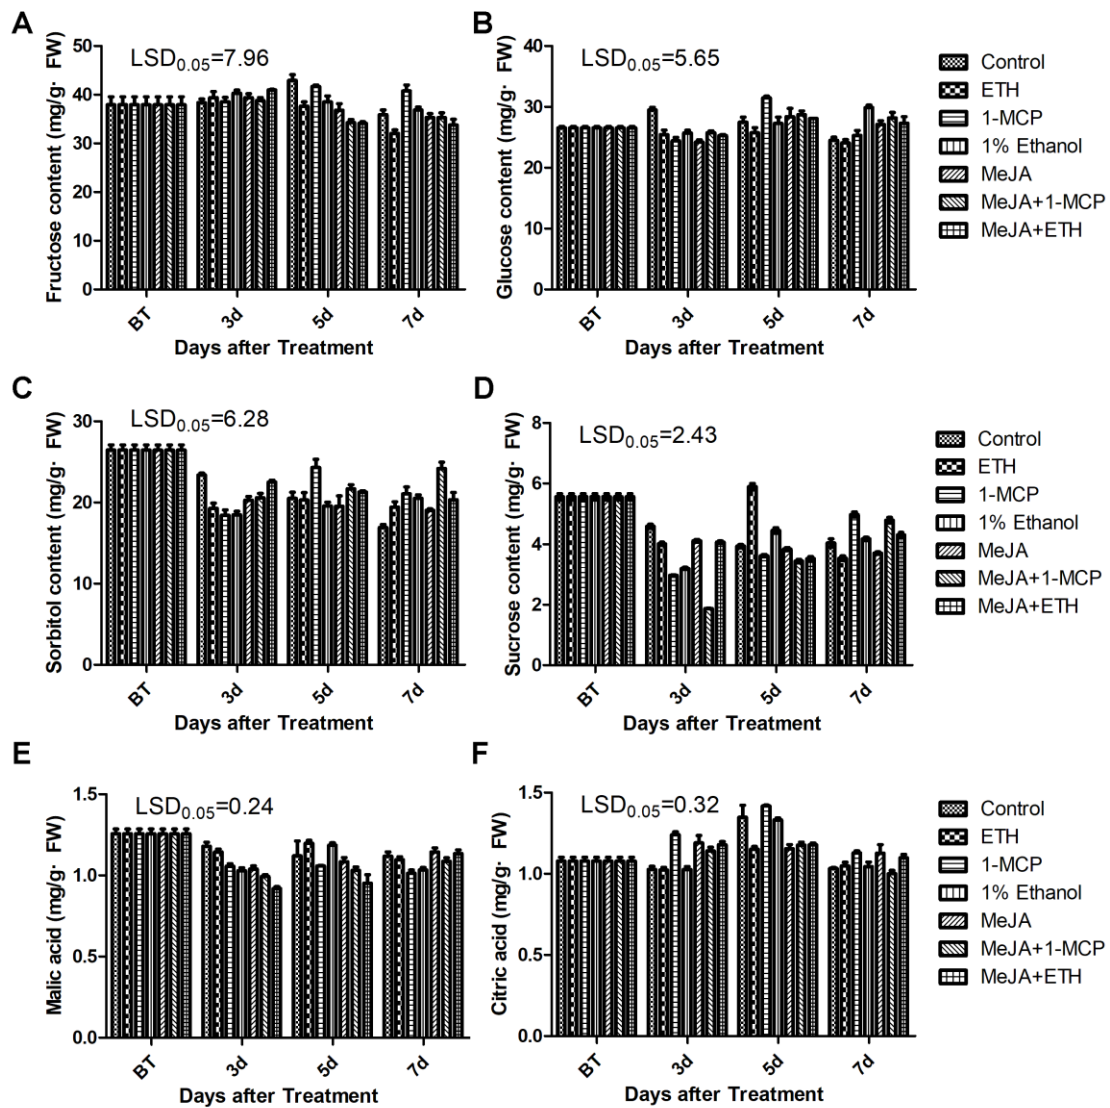 A
LSD0.05=7.96
Fructose content (mg/g· FW)
50
40
30
20
10
0
BT
3d
5d
7d
Days after Treatment
B
LSD0.05=5.65
Glucose content (mg/g· FW)
40
30
20
10
0
BT
3d
5d
7d
Days after Treatment
Control
ETH
1-MCP
1% Ethanol
MeJA
MeJA+1-MCP
MeJA+ETH
C
LSD0.05=6.28
Sorbitol content (mg/g· FW)
30
20
10
0
BT
3d
5d
7d
Days after Treatment
D
LSD0.05=2.43
Sucrose content (mg/g· FW)
8
6
4
2
0
BT
3d
5d
7d
Days after Treatment
Control
ETH
1-MCP
1% Ethanol
MeJA
MeJA+1-MCP
MeJA+ETH
E
LSD0.05=0.24
Malic acid (mg/g· FW)
1.5
1.0
0.5
0.0
BT
3d
5d
7d
Days after Treatment
F
LSD0.05=0.32
Citric acid (mg/g· FW)
1.5
1.0
0.5
0.0
BT
3d
5d
7d
Days after Treatment
Control
ETH
1-MCP
1% Ethanol
MeJA
MeJA+1-MCP
MeJA+ETH